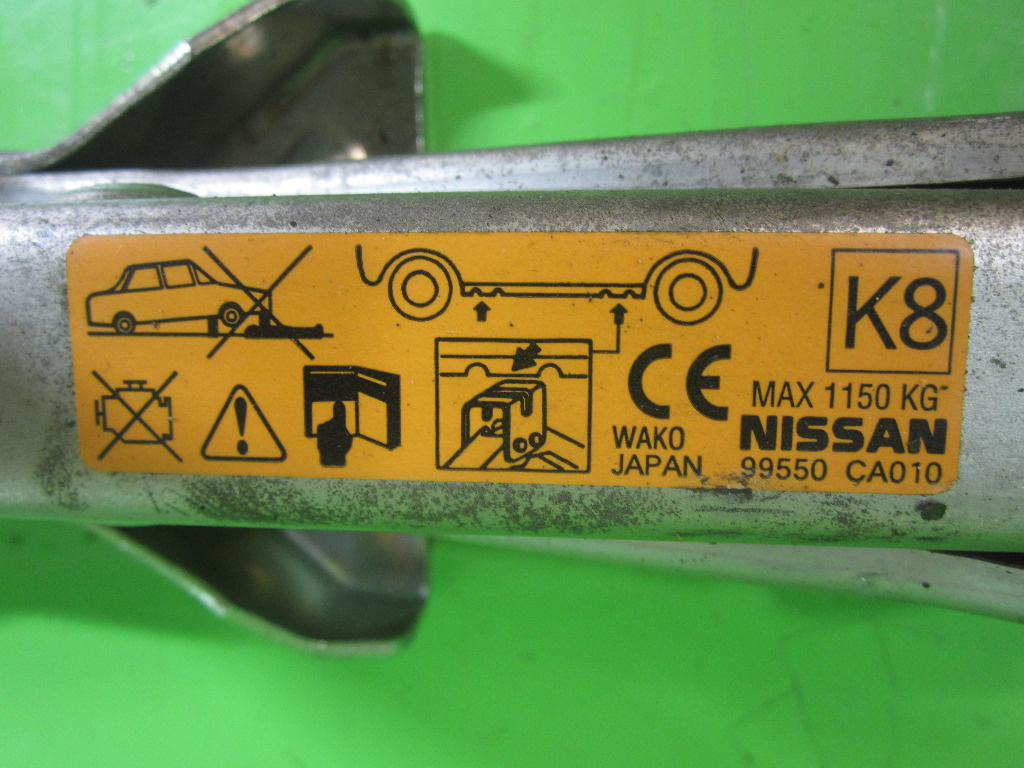 K8
CE
MAX 1150 KG
WAKO
JAPAN
NISSAN
99550 CA010